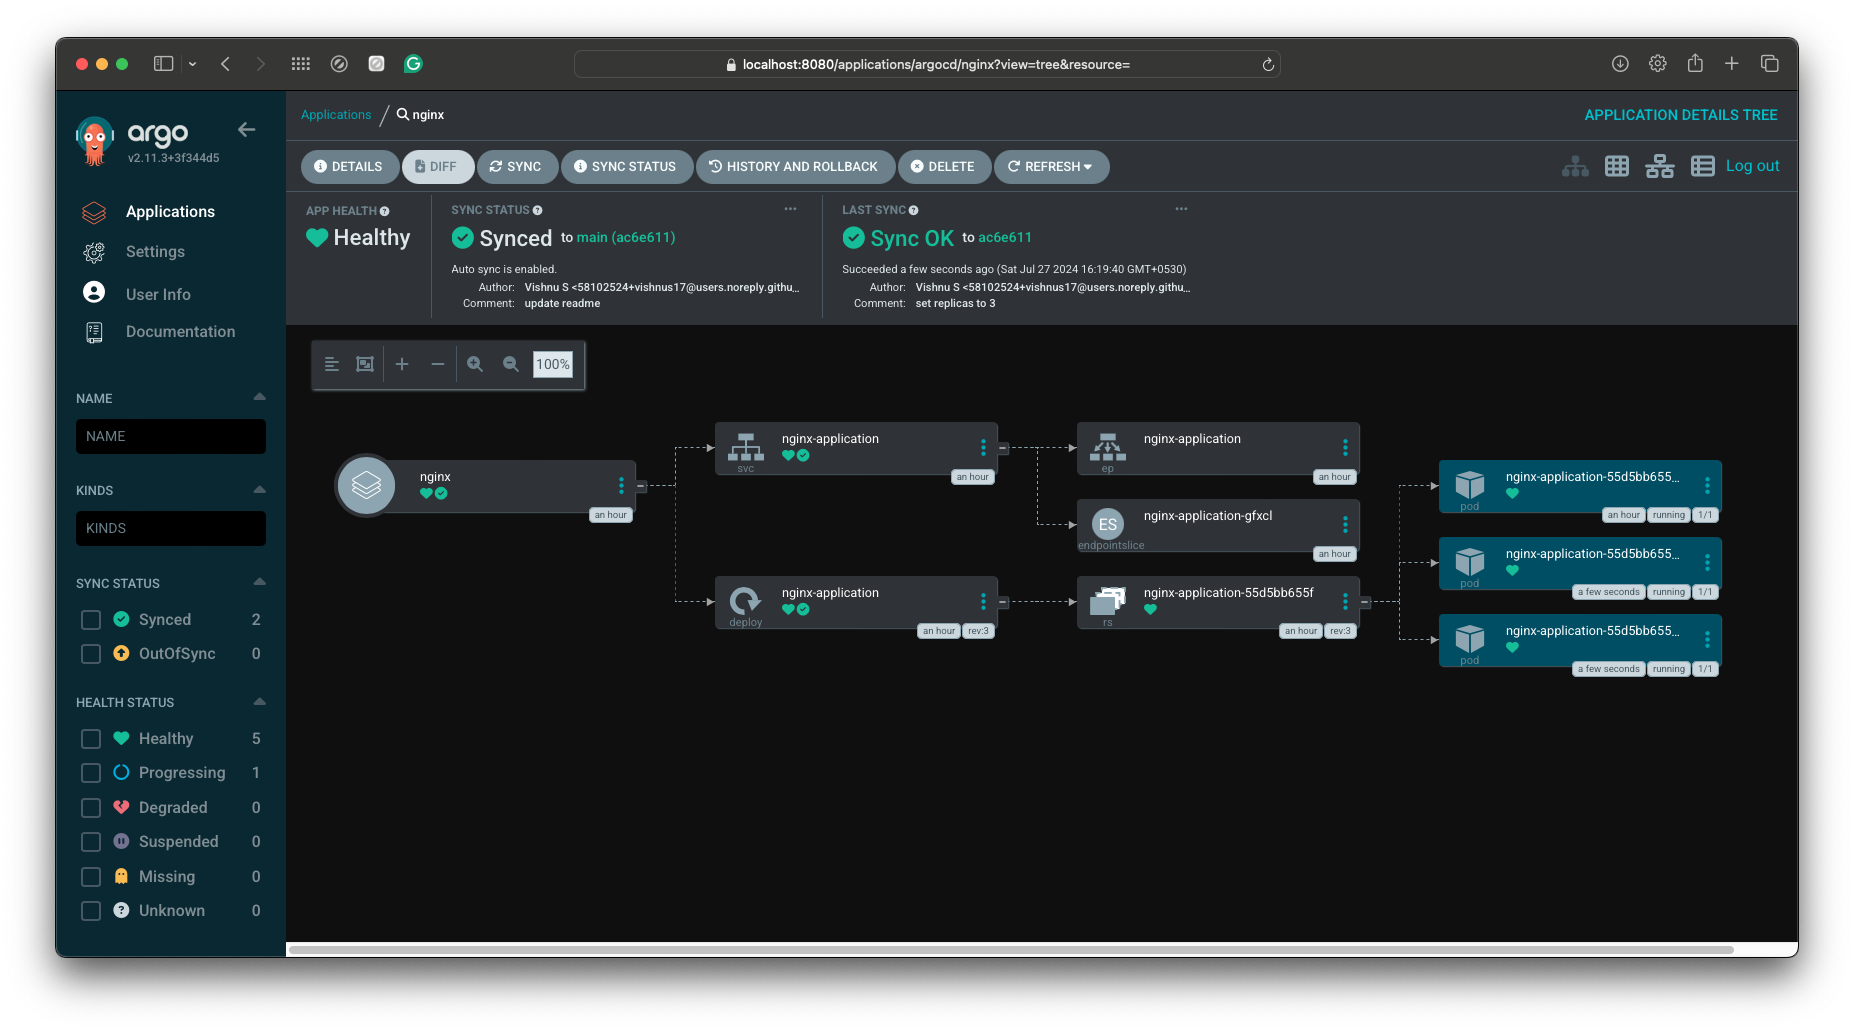 localhost:8080/applications/argocd/nginx?view=tree&resource=
argo
v2.11.3+3f344d5
Applications
Settings
User Info
Documentation
NAME
NAME
KINDS
KINDS
SYNC STATUS
Synced 2
OutOfSync 0
HEALTH STATUS
Healthy 5
Progressing 1
Degraded 0
Suspended 0
Missing 0
Unknown 0
Applications / nginx
APPLICATION DETAILS TREE
DETAILS DIFF SYNC SYNC STATUS HISTORY AND ROLLBACK DELETE REFRESH
Log out
APP HEALTH
Healthy
SYNC STATUS
Synced to main (ac6e611)
Auto sync is enabled.
Author: Vishnu S <58102524+vishnus17@users.noreply.githu...
Comment: update readme
LAST SYNC
Sync OK to ac6e611
Succeeded a few seconds ago (Sat Jul 27 2024 16:19:40 GMT+0530)
Author: Vishnu S <58102524+vishnus17@users.noreply.githu...
Comment: set replicas to 3
100%
nginx
an hour
nginx-application
svc
an hour
nginx-application
deploy
an hour rev:3
nginx-application
ep
an hour
ES
nginx-application-gfxcl
endpointslice
an hour
nginx-application-55d5bb655f
rs
an hour rev:3
nginx-application-55d5bb655...
pod
an hour running 1/1
nginx-application-55d5bb655...
pod
a few seconds running 1/1
nginx-application-55d5bb655...
pod
a few seconds running 1/1